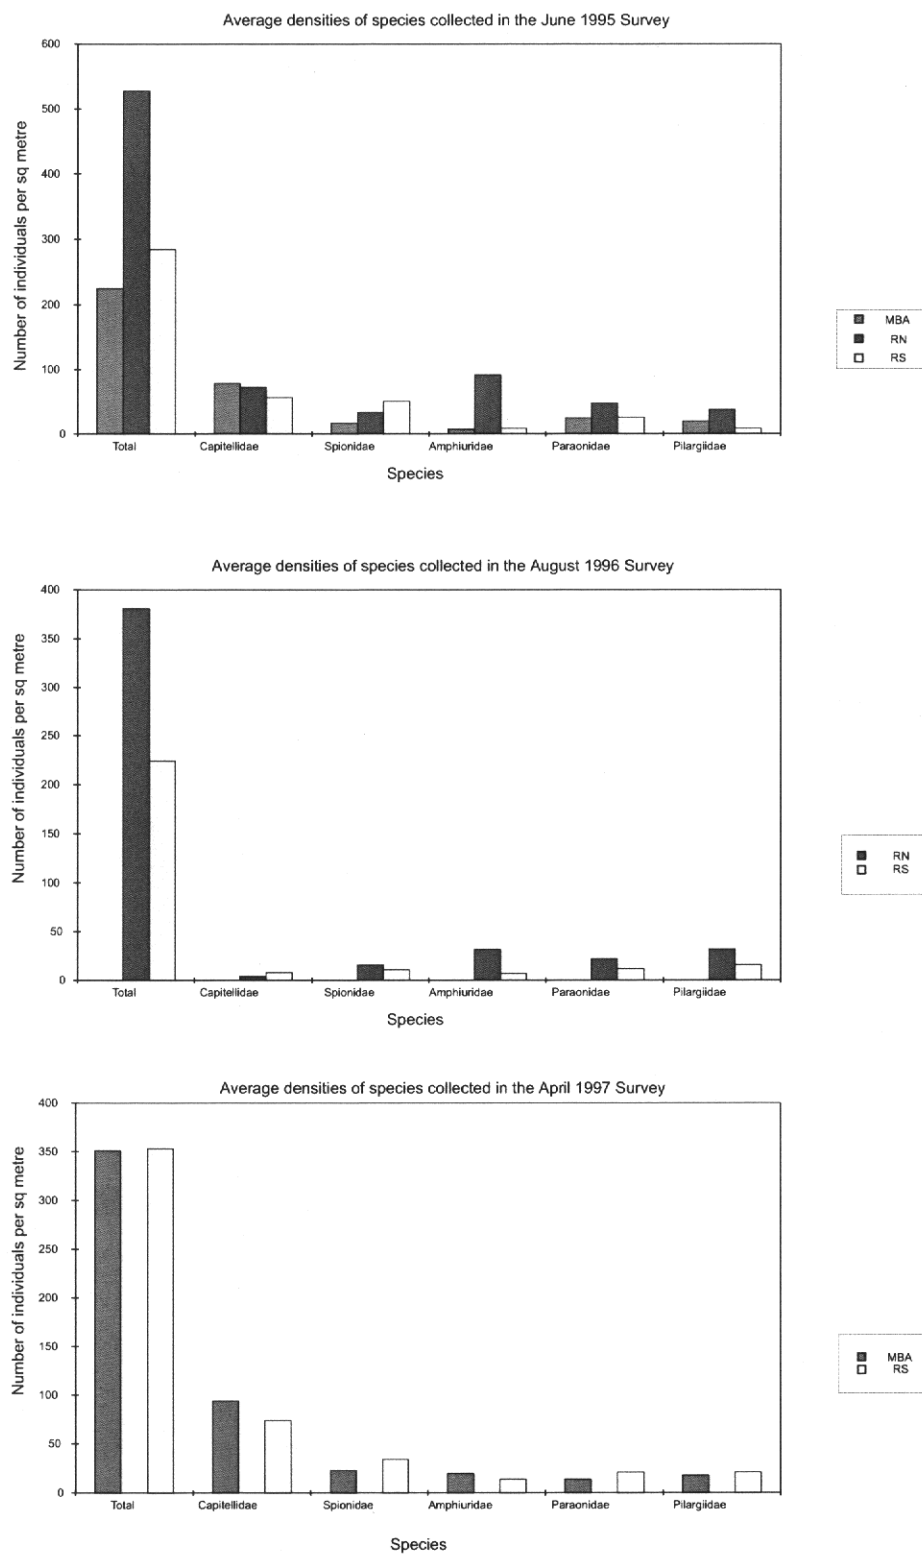 Average densities of species collected in the June 1995 Survey
600
500
400
300
200
100
0
Number of individuals per sq metre
Total Capitellidae Spionidae Amphiuridae Paraonidae Pilargiidae
Species
MBA
RN
RS
Average densities of species collected in the August 1996 Survey
400
350
300
250
200
150
100
50
0
Number of individuals per sq metre
Total Capitellidae Spionidae Amphiuridae Paraonidae Pilargiidae
Species
RN
RS
Average densities of species collected in the April 1997 Survey
400
350
300
250
200
150
100
50
0
Number of individuals per sq metre
Total Capitellidae Spionidae Amphiuridae Paraonidae Pilargiidae
Species
MBA
RS